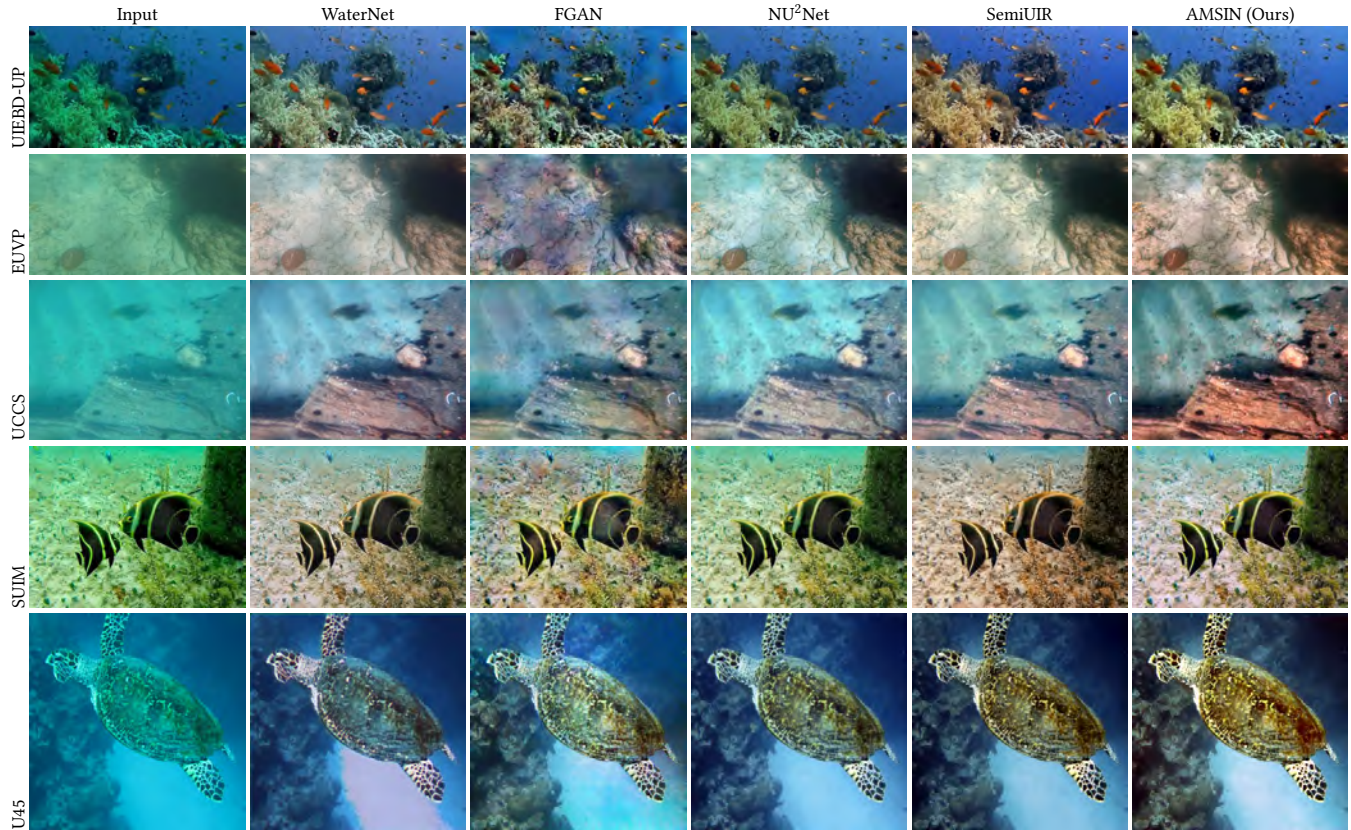 Input WaterNet FGAN NU²Net SemiUIR AMSIN (Ours)
UIEBD-UP
EUVP
UCCS
SUIM
U45